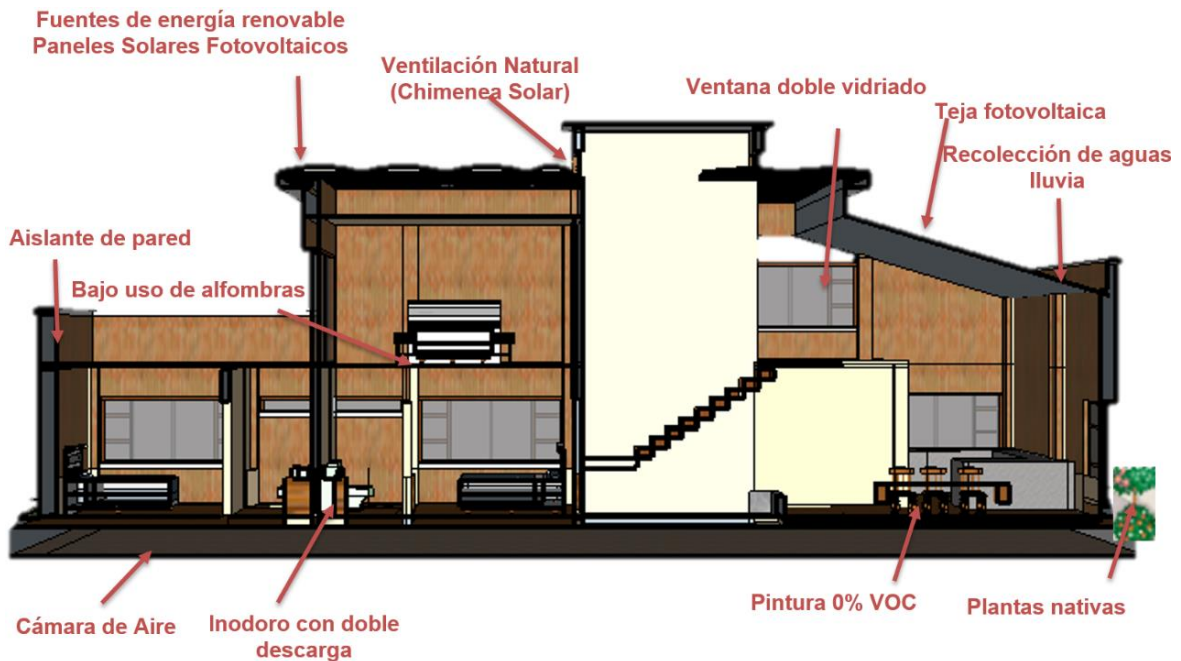 Fuentes de energía renovable
Paneles Solares Fotovoltaicos
Ventilación Natural
(Chimenea Solar)
Ventana doble vidriado
Teja fotovoltaica
Recolección de aguas
lluvia
Aislante de pared
Bajo uso de alfombras
Cámara de Aire
Inodoro con doble
descarga
Pintura 0% VOC
Plantas nativas